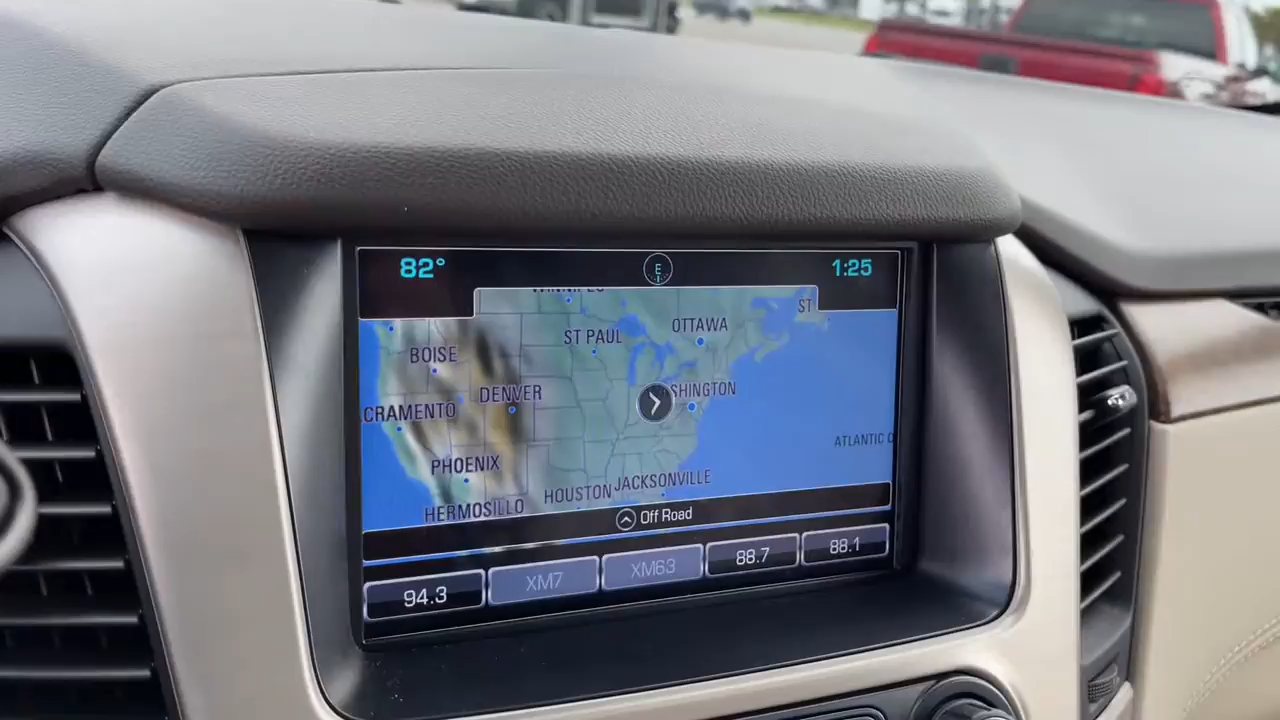 82°
E
1:25
ST
OTTAWA
ST PAUL
BOISE
DENVER
SHINGTON
CRAMENTO
ATLANTIC O
PHOENIX
JACKSONVILLE
HOUSTON
HERMOSILLO
Off Road
94.3
XM7
XM63
88.7
88.1